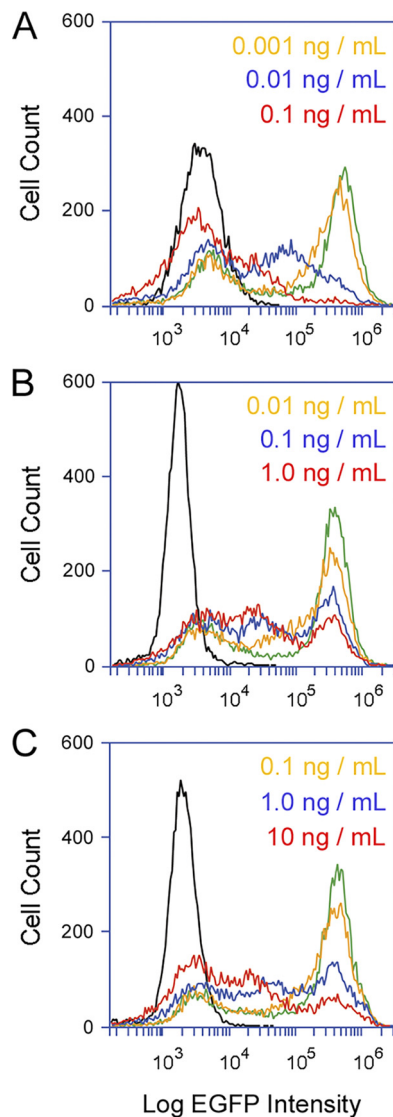 A
600
400
200
0
Cell Count
0.001 ng / mL
0.01 ng / mL
0.1 ng / mL
10³ 10⁴ 10⁵ 10⁶
B
600
400
200
0
Cell Count
0.01 ng / mL
0.1 ng / mL
1.0 ng / mL
10³ 10⁴ 10⁵ 10⁶
C
600
400
200
0
Cell Count
0.1 ng / mL
1.0 ng / mL
10 ng / mL
10³ 10⁴ 10⁵ 10⁶
Log EGFP Intensity